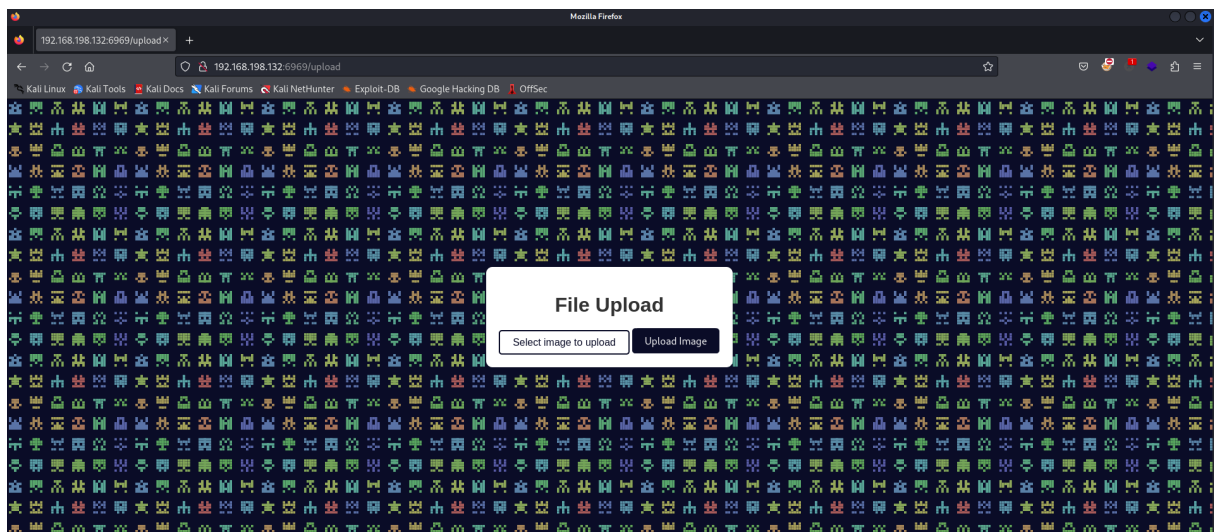 Mozilla Firefox
192.168.198.132:6969/upload
192.168.198.132:6969/upload
Kali Linux Kali Tools Kali Docs Kali Forums Kali NetHunter Exploit-DB Google Hacking DB OffSec
File Upload
Select image to upload Upload Image